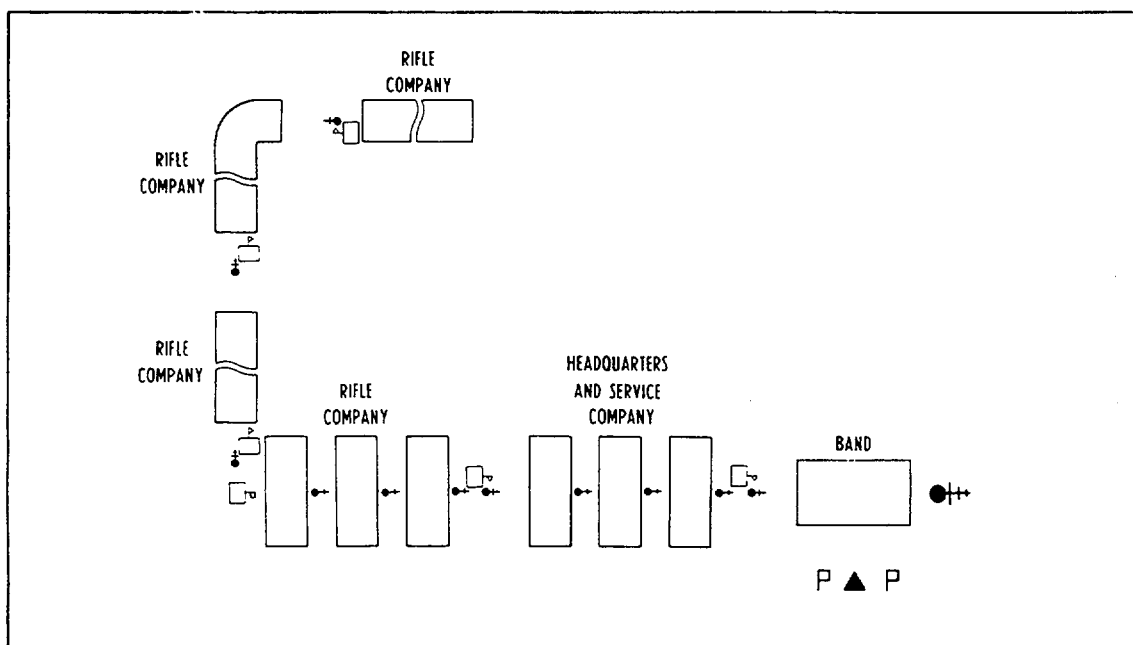 RIFLE
COMPANY
RIFLE
COMPANY
RIFLE
COMPANY
RIFLE
COMPANY
HEADQUARTERS
AND SERVICE
COMPANY
BAND